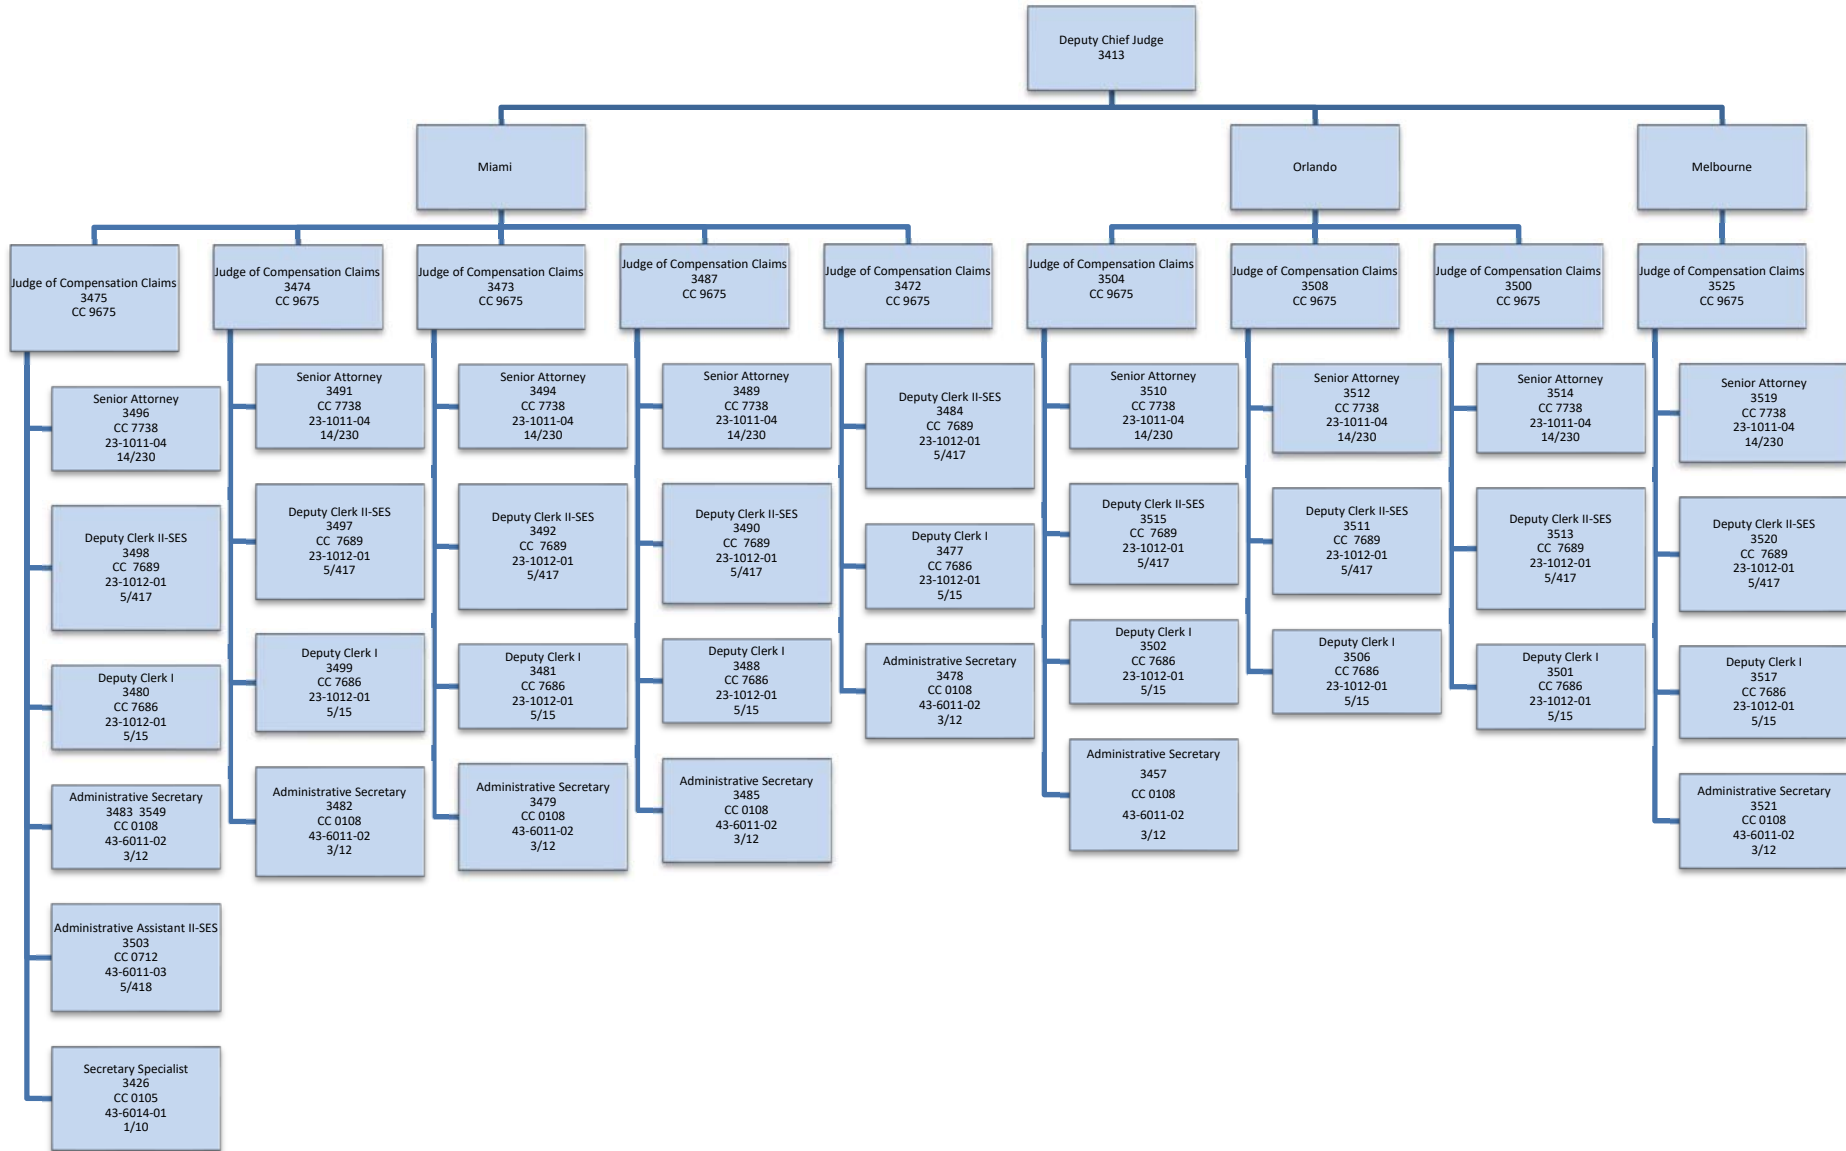 Deputy Chief Judge
3413
Miami
Orlando
Melbourne
Judge of Compensation Claims
3475
CC 9675
Judge of Compensation Claims
3474
CC 9675
Judge of Compensation Claims
3473
CC 9675
Judge of Compensation Claims
3487
CC 9675
Judge of Compensation Claims
3472
CC 9675
Judge of Compensation Claims
3504
CC 9675
Judge of Compensation Claims
3508
CC 9675
Judge of Compensation Claims
3500
CC 9675
Judge of Compensation Claims
3525
CC 9675
Senior Attorney
3496
CC 7738
23-1011-04
14/230
Deputy Clerk II-SES
3498
CC 7689
23-1012-01
5/417
Deputy Clerk I
3480
CC 7686
23-1012-01
5/15
Administrative Secretary
3483 3549
CC 0108
43-6011-02
3/12
Administrative Assistant II-SES
3503
CC 0712
43-6011-03
5/418
Secretary Specialist
3426
CC 0105
43-6014-01
1/10
Senior Attorney
3491
CC 7738
23-1011-04
14/230
Deputy Clerk II-SES
3497
CC 7689
23-1012-01
5/417
Deputy Clerk I
3499
CC 7686
23-1012-01
5/15
Administrative Secretary
3482
CC 0108
43-6011-02
3/12
Senior Attorney
3494
CC 7738
23-1011-04
14/230
Deputy Clerk II-SES
3492
CC 7689
23-1012-01
5/417
Deputy Clerk I
3481
CC 7686
23-1012-01
5/15
Administrative Secretary
3479
CC 0108
43-6011-02
3/12
Senior Attorney
3489
CC 7738
23-1011-04
14/230
Deputy Clerk II-SES
3490
CC 7689
23-1012-01
5/417
Deputy Clerk I
3488
CC 7686
23-1012-01
5/15
Administrative Secretary
3485
CC 0108
43-6011-02
3/12
Deputy Clerk II-SES
3484
CC 7689
23-1012-01
5/417
Deputy Clerk I
3477
CC 7686
23-1012-01
5/15
Administrative Secretary
3478
CC 0108
43-6011-02
3/12
Senior Attorney
3510
CC 7738
23-1011-04
14/230
Deputy Clerk II-SES
3515
CC 7689
23-1012-01
5/417
Deputy Clerk I
3502
CC 7686
23-1012-01
5/15
Administrative Secretary
3457
CC 0108
43-6011-02
3/12
Senior Attorney
3512
CC 7738
23-1011-04
14/230
Deputy Clerk II-SES
3511
CC 7689
23-1012-01
5/417
Deputy Clerk I
3506
CC 7686
23-1012-01
5/15
Senior Attorney
3514
CC 7738
23-1011-04
14/230
Deputy Clerk II-SES
3513
CC 7689
23-1012-01
5/417
Deputy Clerk I
3501
CC 7686
23-1012-01
5/15
Senior Attorney
3519
CC 7738
23-1011-04
14/230
Deputy Clerk II-SES
3520
CC 7689
23-1012-01
5/417
Deputy Clerk I
3517
CC 7686
23-1012-01
5/15
Administrative Secretary
3521
CC 0108
43-6011-02
3/12